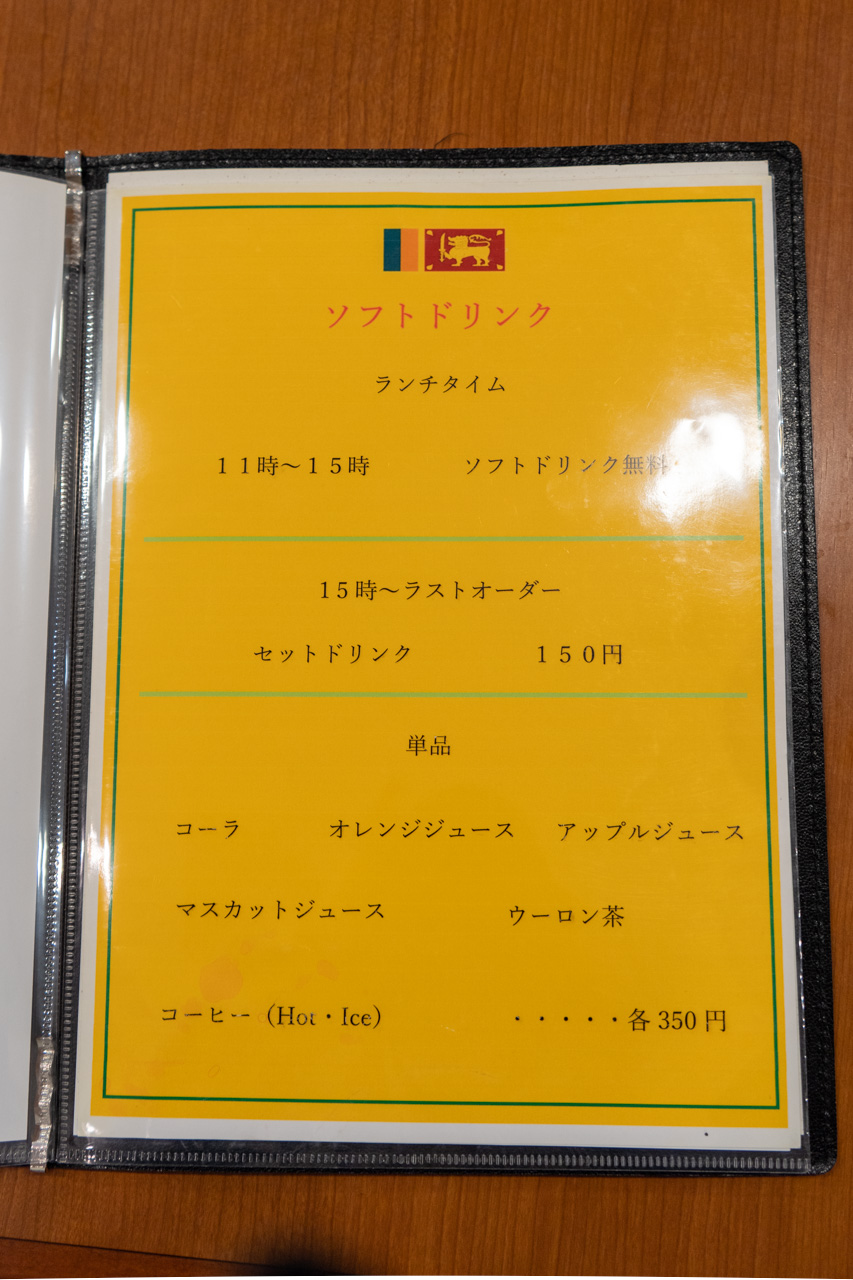 ソフトドリンク
ランチタイム
１１時～１５時 ソフトドリンク無料
１５時～ラストオーダー
セットドリンク １５０円
単品
コーラ オレンジジュース アップルジュース
マスカットジュース ウーロン茶
コーヒー（Hot・Ice） ・・・・・各 350 円